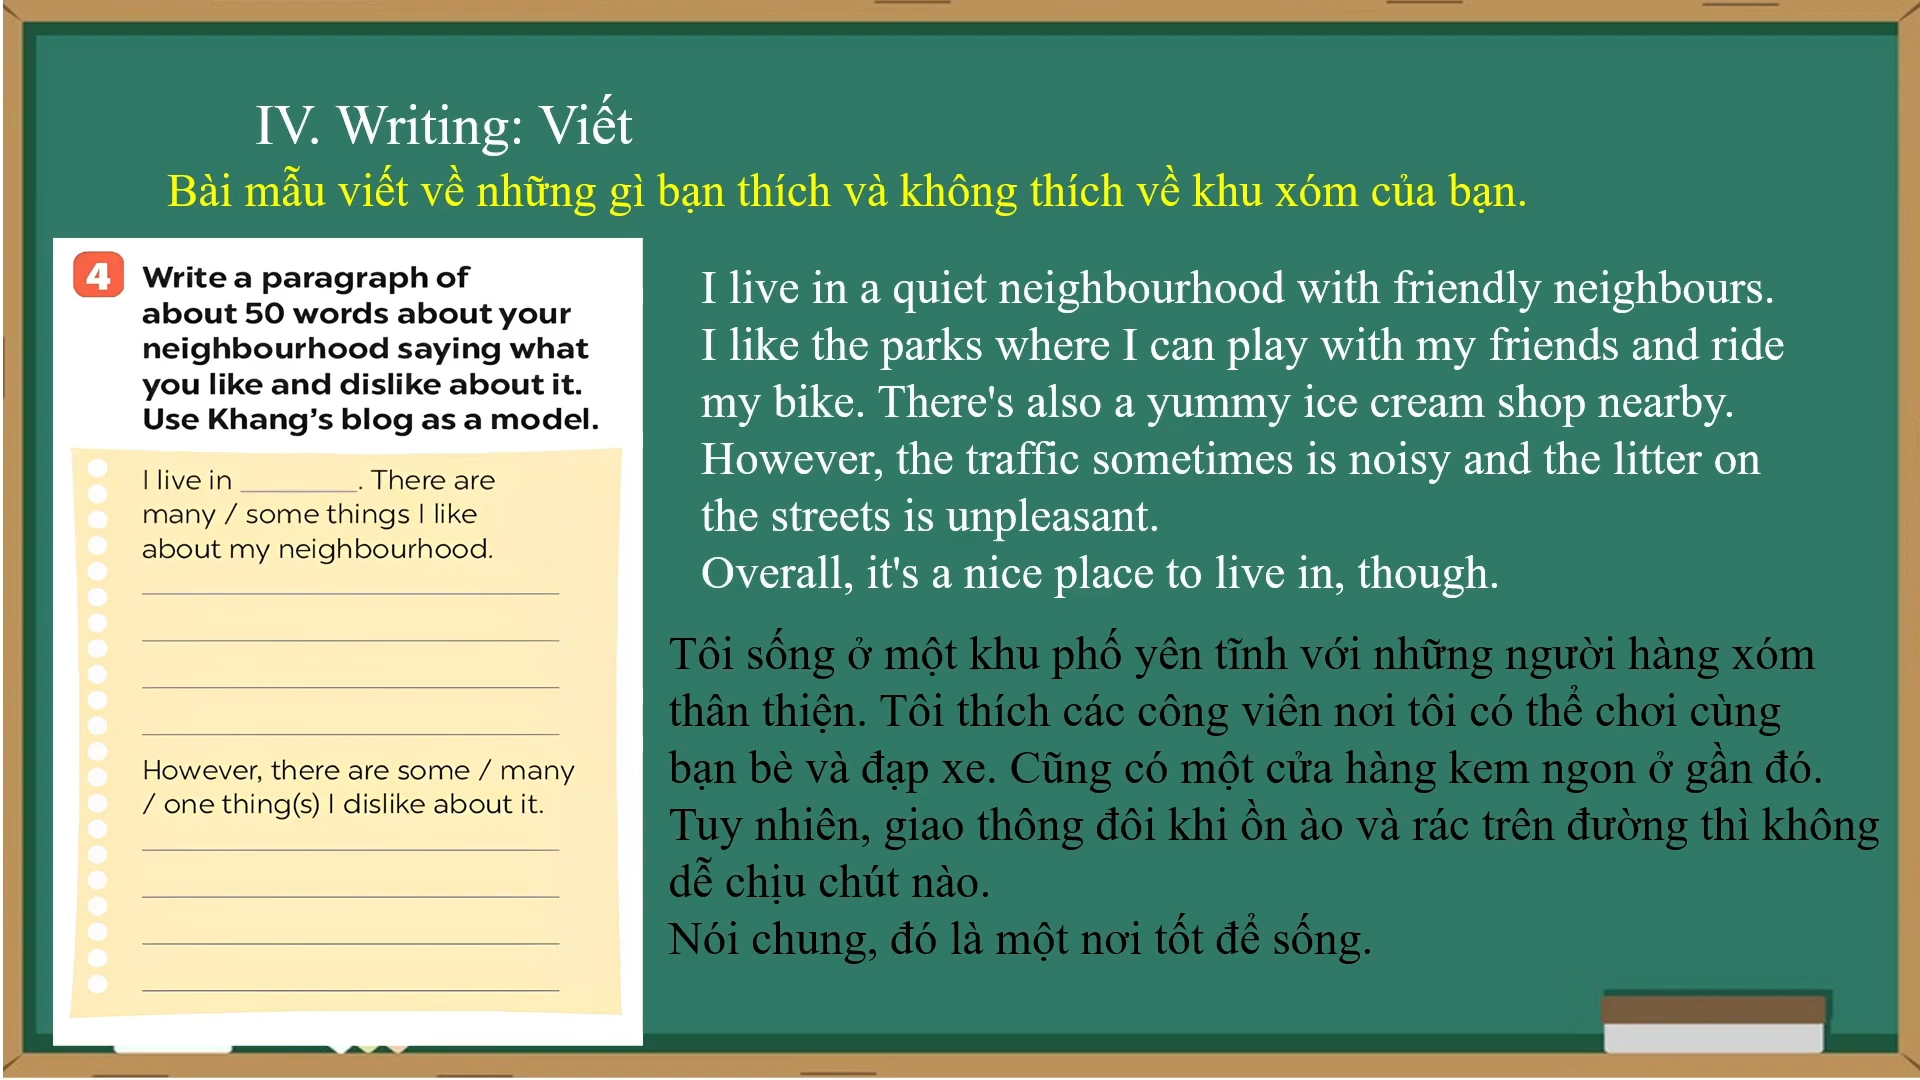 IV. Writing: Viết
Bài mẫu viết về những gì bạn thích và không thích về khu xóm của bạn.
4 Write a paragraph of
about 50 words about your
neighbourhood saying what
you like and dislike about it.
Use Khang's blog as a model.
I live in ________. There are
many / some things I like
about my neighbourhood.
However, there are some / many
/ one thing(s) I dislike about it.
I live in a quiet neighbourhood with friendly neighbours.
I like the parks where I can play with my friends and ride
my bike. There's also a yummy ice cream shop nearby.
However, the traffic sometimes is noisy and the litter on
the streets is unpleasant.
Overall, it's a nice place to live in, though.
Tôi sống ở một khu phố yên tĩnh với những người hàng xóm
thân thiện. Tôi thích các công viên nơi tôi có thể chơi cùng
bạn bè và đạp xe. Cũng có một cửa hàng kem ngon ở gần đó.
Tuy nhiên, giao thông đôi khi ồn ào và rác trên đường thì không
dễ chịu chút nào.
Nói chung, đó là một nơi tốt để sống.